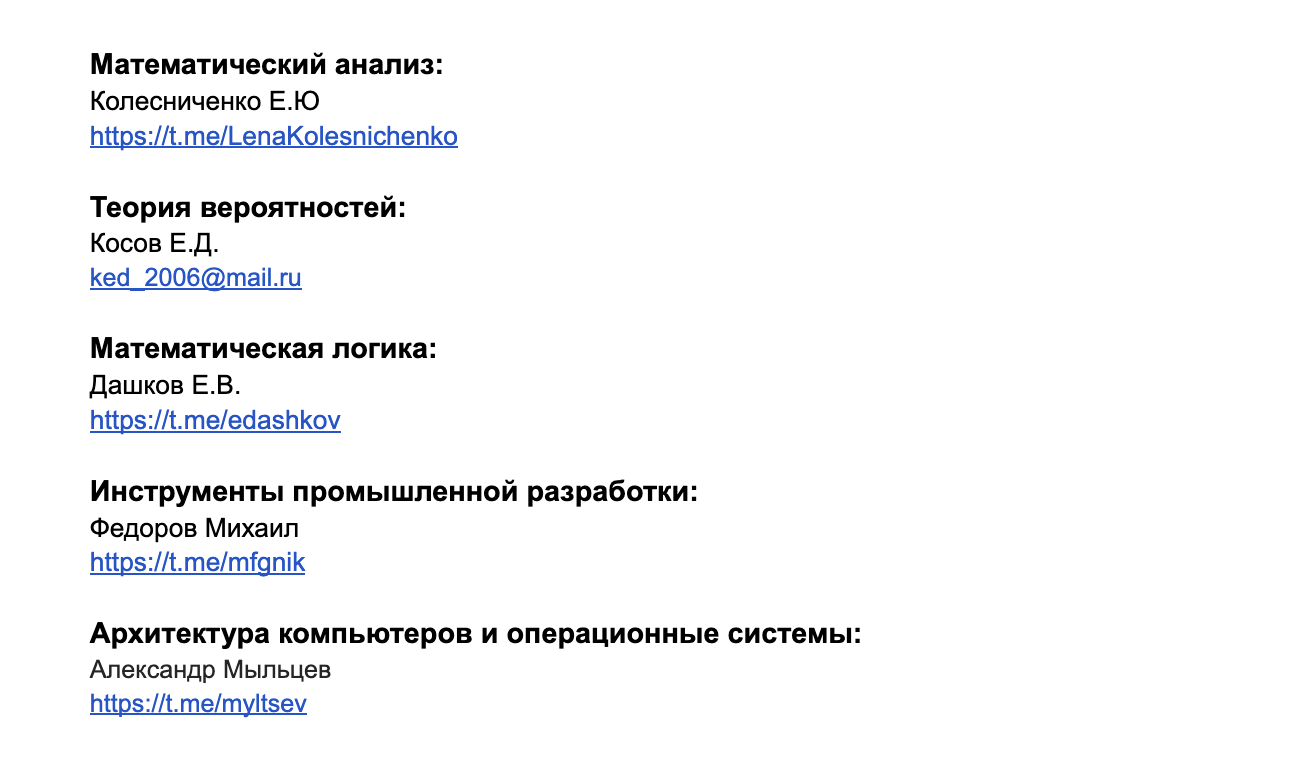 Математический анализ:
Колесниченко Е.Ю
https://t.me/LenaKolesnichenko
Теория вероятностей:
Косов Е.Д.
ked_2006@mail.ru
Математическая логика:
Дашков Е.В.
https://t.me/edashkov
Инструменты промышленной разработки:
Федоров Михаил
https://t.me/mfgnik
Архитектура компьютеров и операционные системы:
Александр Мыльцев
https://t.me/myltsev